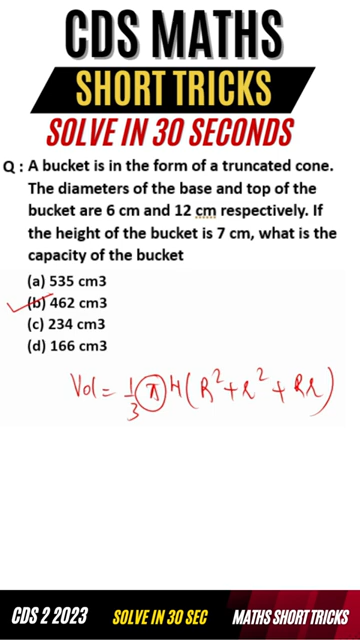 CDS MATHS
SHORT TRICKS
SOLVE IN 30 SECONDS
Q : A bucket is in the form of a truncated cone.
The diameters of the base and top of the
bucket are 6 cm and 12 cm respectively. If
the height of the bucket is 7 cm, what is the
capacity of the bucket
(a) 535 cm3
(b) 462 cm3
(c) 234 cm3
(d) 166 cm3
Vol = 1/3 π H (R² + r² + Rr)
CDS 2 2023 SOLVE IN 30 SEC MATHS SHORT TRICKS